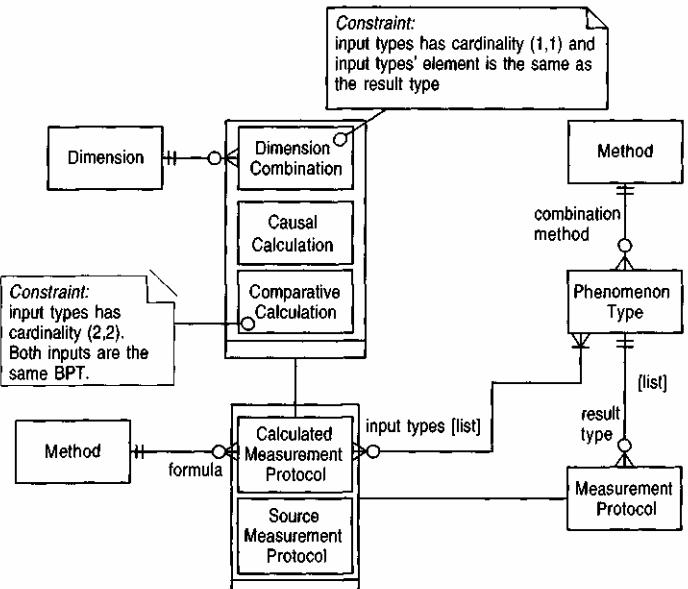 Constraint:
input types has cardinality (1,1) and
input types' element is the same as
the result type
Dimension
Dimension
Combination
Method
Causal
Calculation
combination
method
Constraint:
input types has
cardinality (2,2).
Both inputs are the
same BPT.
Comparative
Calculation
Phenomenon
Type
[list]
input types [list]
result
type
Method
formula
Calculated
Measurement
Protocol
Source
Measurement
Protocol
Measurement
Protocol